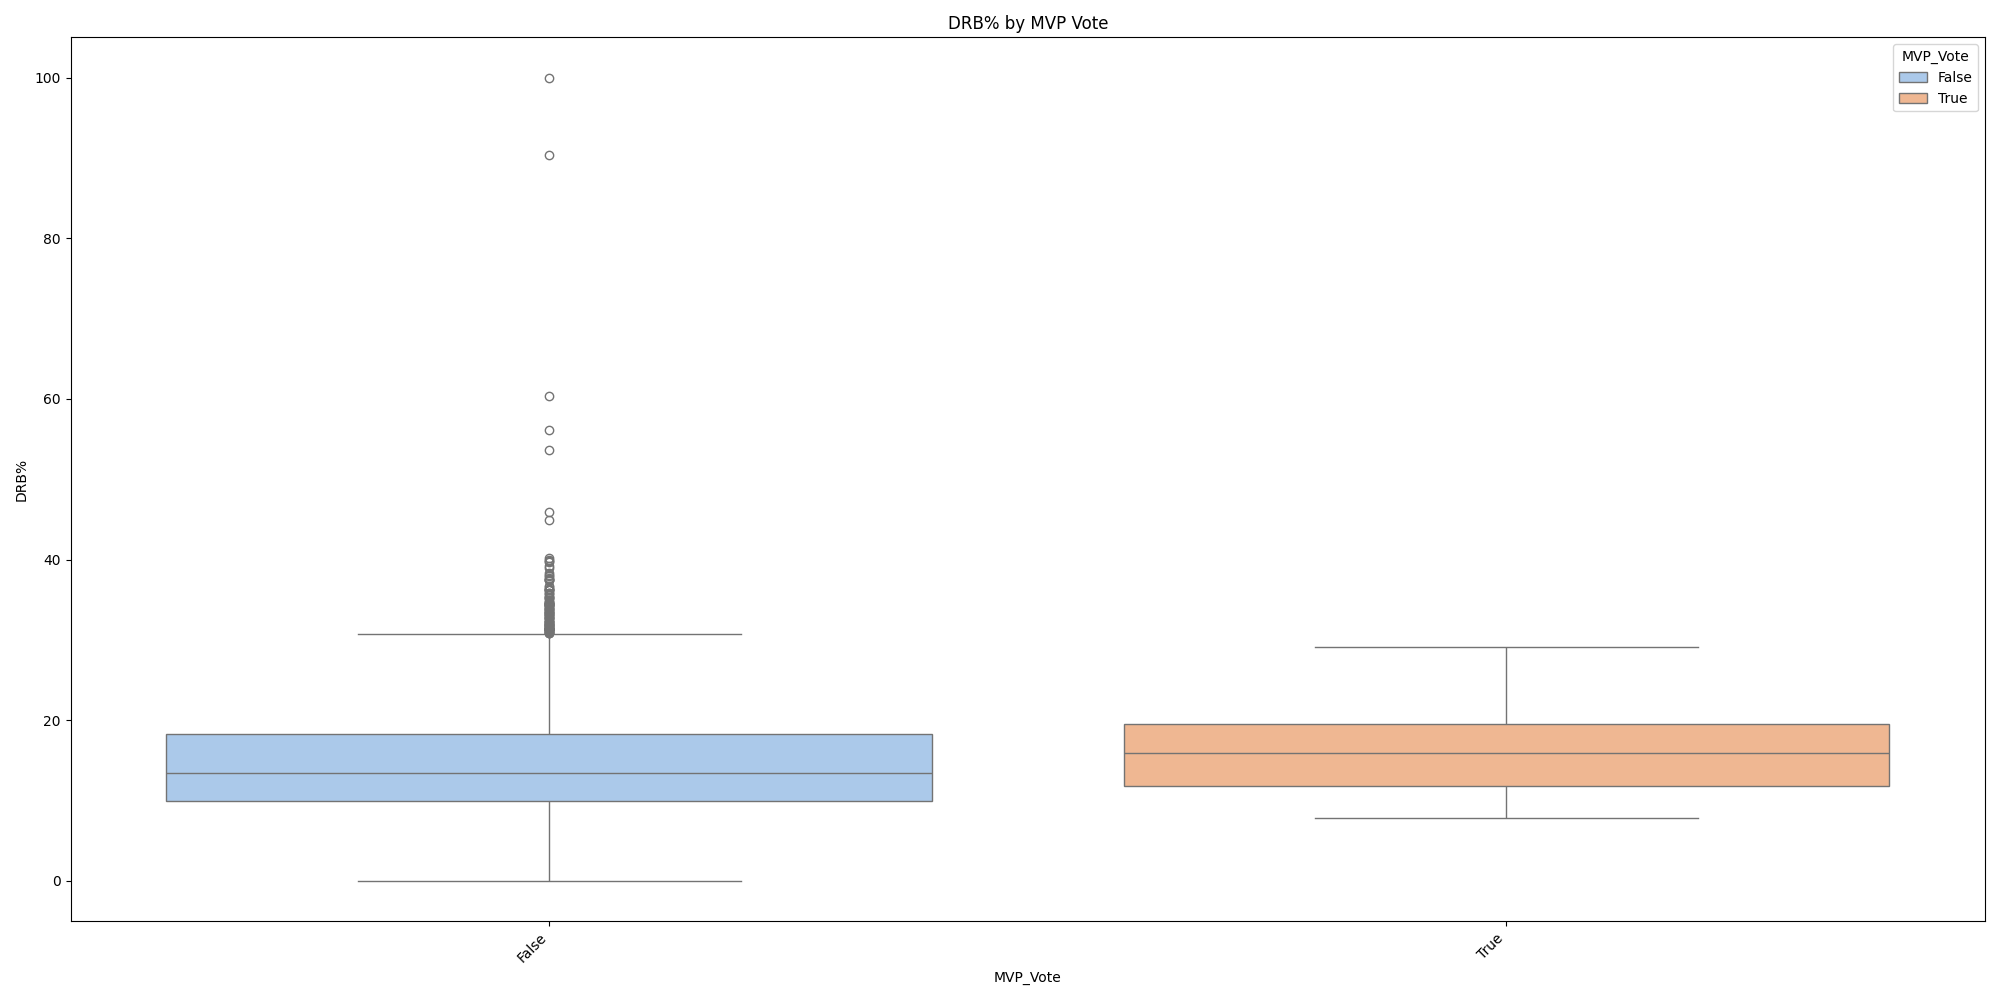 DRB% by MVP Vote
MVP_Vote
False
True
100
80
60
40
20
0
DRB%
False
True
MVP_Vote